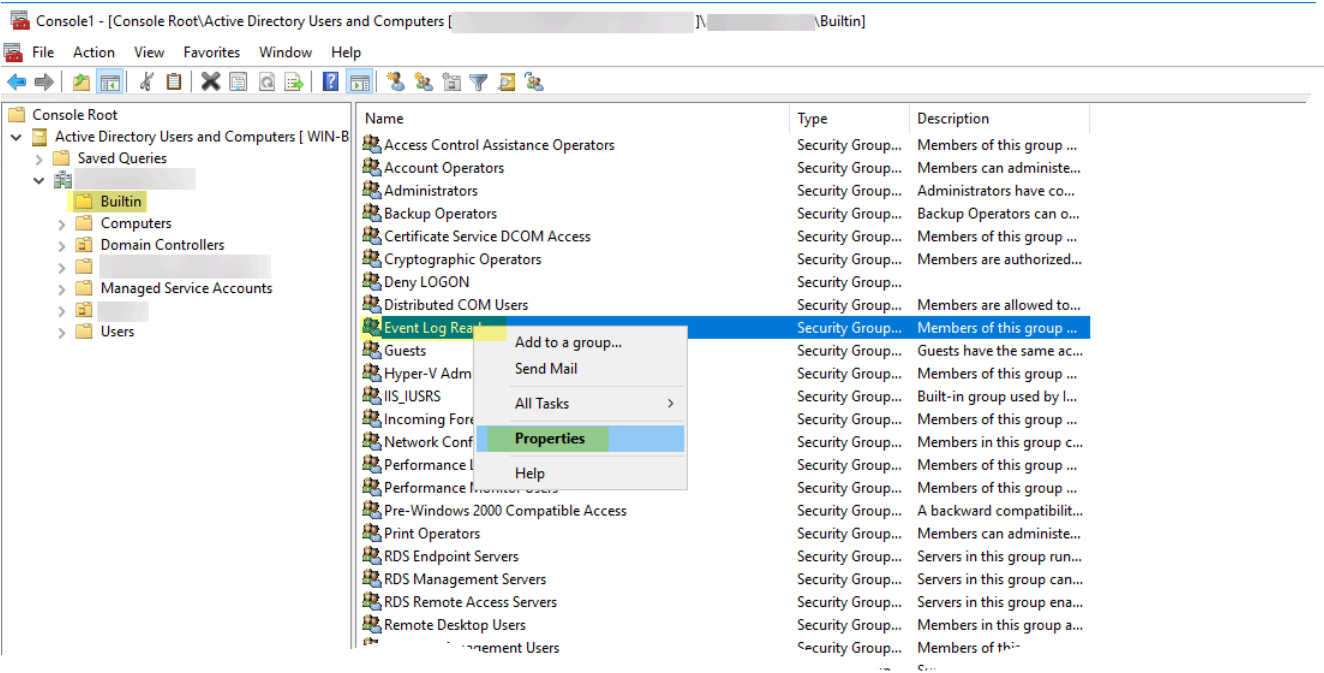 Console1 - [Console Root\Active Directory Users and Computers [ ]\ \Builtin]
File Action View Favorites Window Help
Console Root
Active Directory Users and Computers [ WIN-B
Saved Queries
Builtin
Computers
Domain Controllers
Managed Service Accounts
Users
Name Type Description
Access Control Assistance Operators Security Group... Members of this group ...
Account Operators Security Group... Members can administe...
Administrators Security Group... Administrators have co...
Backup Operators Security Group... Backup Operators can o...
Certificate Service DCOM Access Security Group... Members of this group ...
Cryptographic Operators Security Group... Members are authorized...
Deny LOGON Security Group...
Distributed COM Users Security Group... Members are allowed to...
Event Log Read Security Group... Members of this group ...
Guests Security Group... Guests have the same ac...
Hyper-V Adm Security Group... Members of this group ...
IIS_IUSRS Security Group... Built-in group used by I...
Incoming Fore Security Group... Members of this group ...
Network Conf Security Group... Members in this group c...
Performance L Security Group... Members of this group ...
Performance Monitor Users Security Group... Members of this group ...
Pre-Windows 2000 Compatible Access Security Group... A backward compatibilit...
Print Operators Security Group... Members can administe...
RDS Endpoint Servers Security Group... Servers in this group run...
RDS Management Servers Security Group... Servers in this group can...
RDS Remote Access Servers Security Group... Servers in this group ena...
Remote Desktop Users Security Group... Members in this group a...
Users Security Group... Members of
Add to a group...
Send Mail
All Tasks
Properties
Help